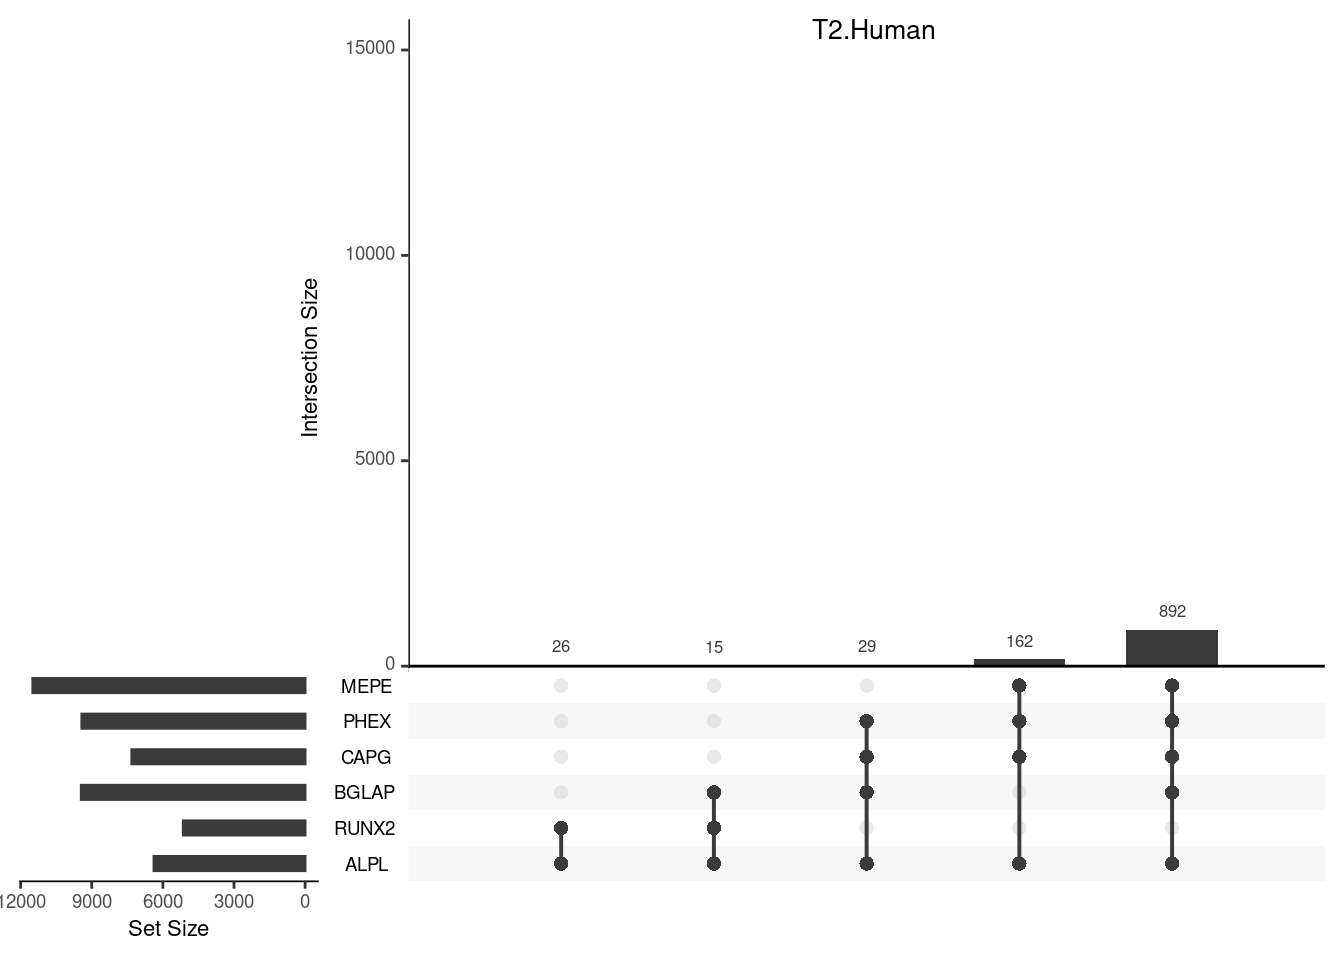 T2.Human
15000
10000
5000
0
Intersection Size
26
15
29
162
892
MEPE
PHEX
CAPG
BGLAP
RUNX2
ALPL
12000 9000 6000 3000 0
Set Size